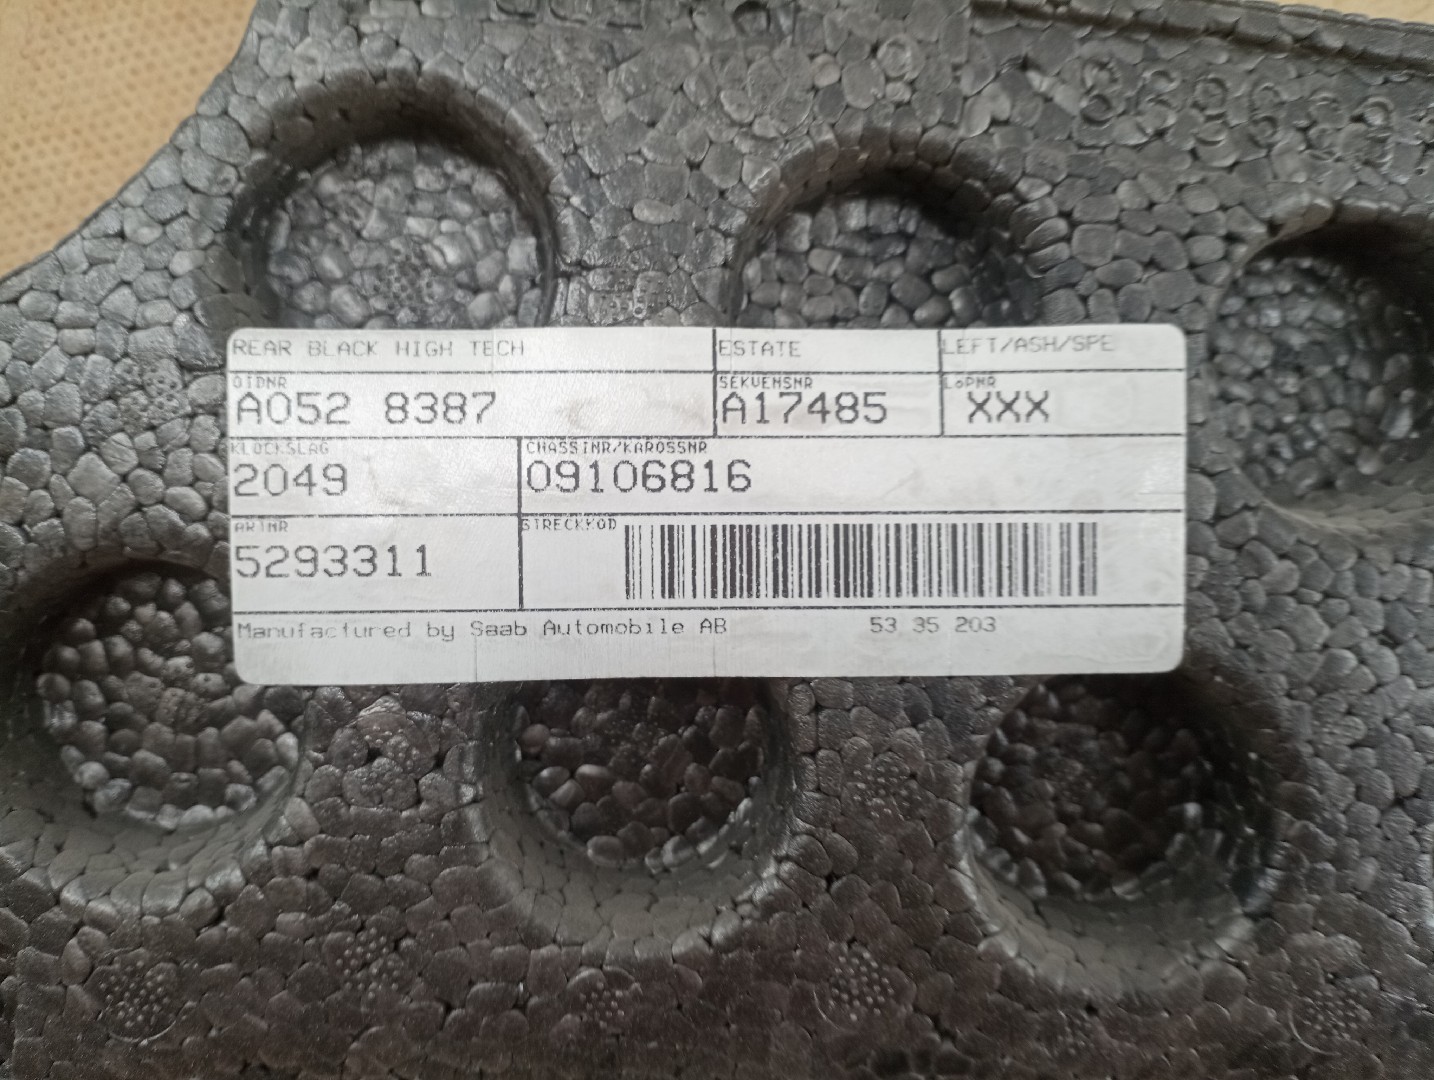 REAR BLACK HIGH TECH ESTATE LEFT/ASH/SPE
OIDNR SEKVENSNR LöPNR
A052 8387 A17485 XXX
KLOCKSLAG CHASSINR/KAROSSNR
2049 09106816
ARTNR STRECKKOD
5293311
Manufactured by Saab Automobile AB 53 35 203